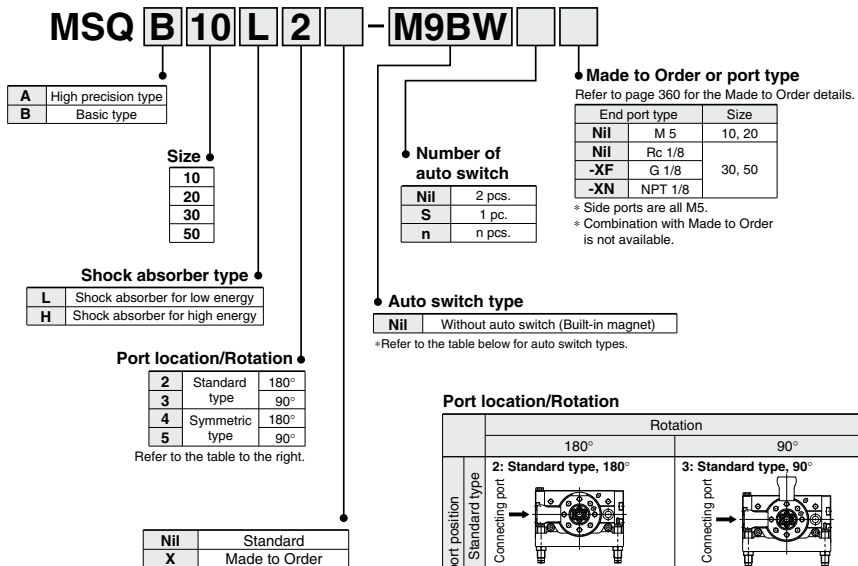 MSQ B 10 L 2 - M9BW
A High precision type
B Basic type
Size
10
20
30
50
Shock absorber type
L Shock absorber for low energy
H Shock absorber for high energy
Port location/Rotation
2 Standard type 180°
3 90°
4 Symmetric type 180°
5 90°
Refer to the table to the right.
Nil Standard
X Made to Order
Number of
auto switch
Nil 2 pcs.
S 1 pc.
n n pcs.
Auto switch type
Nil Without auto switch (Built-in magnet)
*Refer to the table below for auto switch types.
Made to Order or port type
Refer to page 360 for the Made to Order details.
End port type Size
Nil M 5 10, 20
Nil Rc 1/8 30, 50
-XF G 1/8
-XN NPT 1/8
* Side ports are all M5.
* Combination with Made to Order
is not available.
Port location/Rotation
Rotation
180° 90°
position
Standard type
2: Standard type, 180°
Connecting port
3: Standard type, 90°
Connecting port